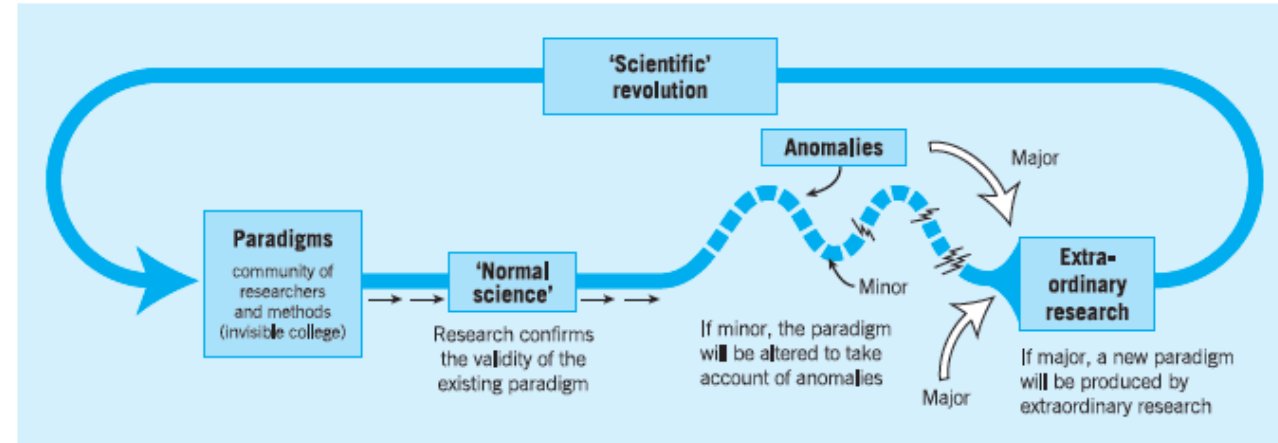 'Scientific'
revolution
Paradigms
community of
researchers
and methods
(invisible college)
'Normal
science'
Research confirms
the validity of the
existing paradigm
Anomalies
Minor
If minor, the paradigm
will be altered to take
account of anomalies
Major
Major
Extra-
ordinary
research
If major, a new paradigm
will be produced by
extraordinary research